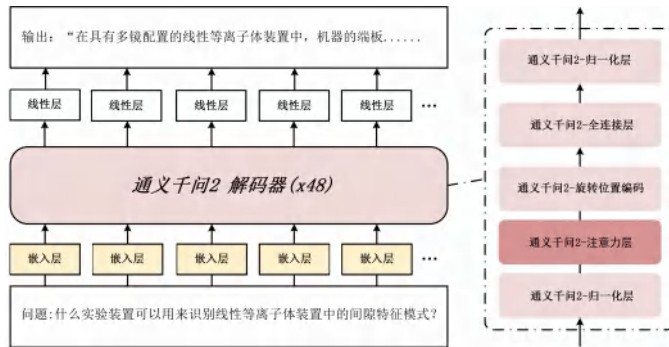 输出：“在具有多镜配置的线性等离子体装置中，机器的端板......
线性层 线性层 线性层 线性层 线性层 ...
通义千问2 解码器(x48)
嵌入层 嵌入层 嵌入层 嵌入层 嵌入层 ...
问题:什么实验装置可以用来识别线性等离子体装置中的间隙特征模式?
通义千问2-归一化层
通义千问2-全连接层
通义千问2-旋转位置编码
通义千问2-注意力层
通义千问2-归一化层